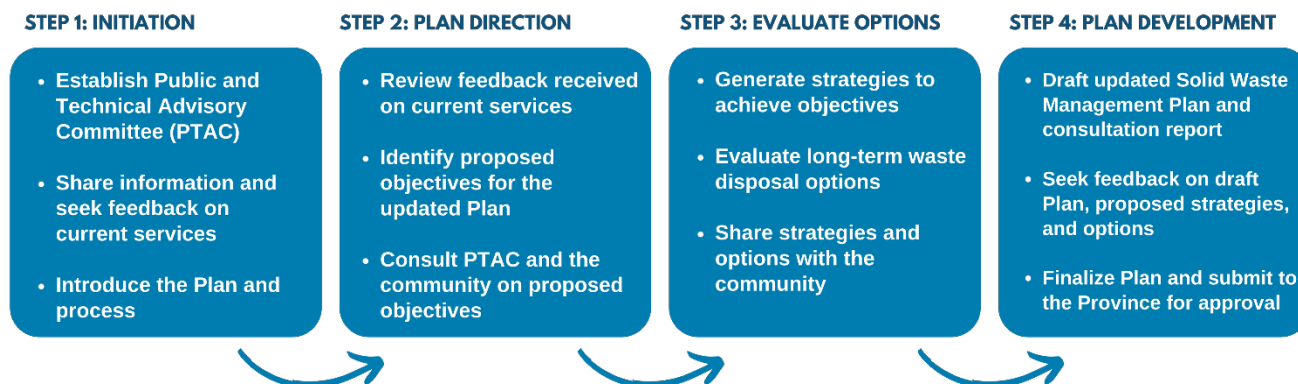 STEP 1: INITIATION
• Establish Public and
Technical Advisory
Committee (PTAC)
• Share information and
seek feedback on
current services
• Introduce the Plan and
process
STEP 2: PLAN DIRECTION
• Review feedback received
on current services
• Identify proposed
objectives for the
updated Plan
• Consult PTAC and the
community on proposed
objectives
STEP 3: EVALUATE OPTIONS
• Generate strategies to
achieve objectives
• Evaluate long-term waste
disposal options
• Share strategies and
options with the
community
STEP 4: PLAN DEVELOPMENT
• Draft updated Solid Waste
Management Plan and
consultation report
• Seek feedback on draft
Plan, proposed strategies,
and options
• Finalize Plan and submit to
the Province for approval